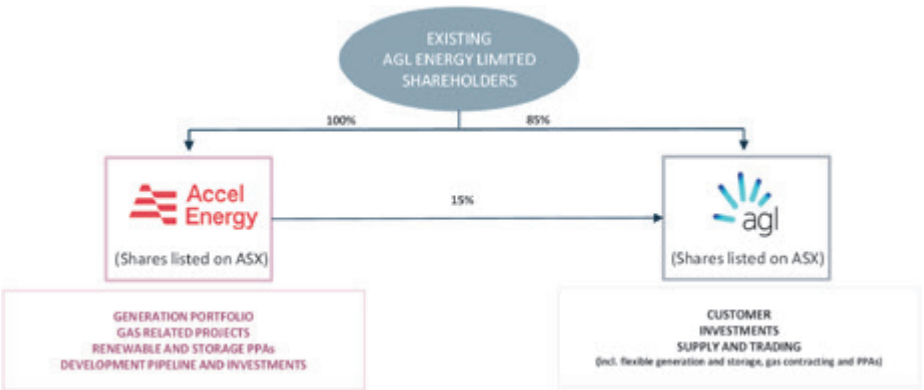 EXISTING
AGL ENERGY LIMITED
SHAREHOLDERS
100%
85%
Accel
Energy
(Shares listed on ASX)
15%
agl
(Shares listed on ASX)
GENERATION PORTFOLIO
GAS RELATED PROJECTS
RENEWABLE AND STORAGE PPAs
DEVELOPMENT PIPELINE AND INVESTMENTS
CUSTOMER
INVESTMENTS
SUPPLY AND TRADING
(incl. flexible generation and storage, gas contracting and PPAs)